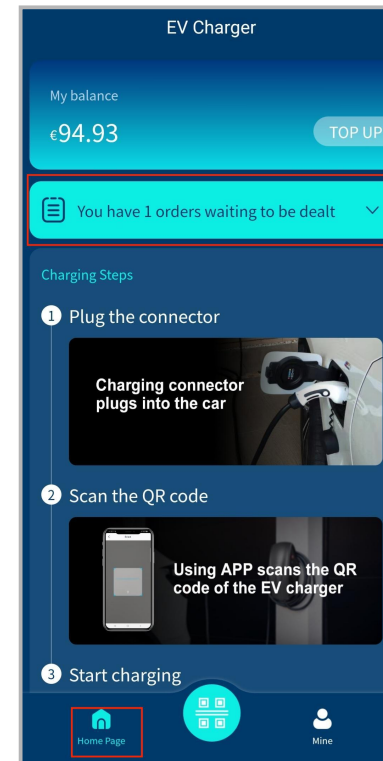 EV Charger
My balance
€94.93
TOP UP
You have 1 orders waiting to be dealt
Charging Steps
1 Plug the connector
Charging connector
plugs into the car
2 Scan the QR code
Using APP scans the QR
code of the EV charger
3 Start charging
Home Page
Mine